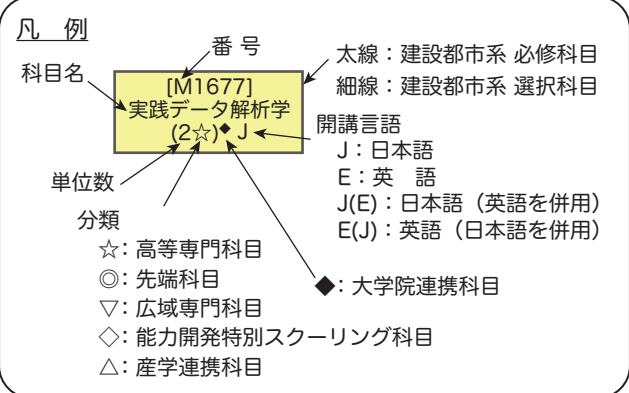 凡　例
番 号
科目名
[M1677]
実践データ解析学
(2☆)◆ J
太線：建設都市系 必修科目
細線：建設都市系 選択科目
開講言語
J：日本語
E：英　語
J(E)：日本語（英語を併用）
E(J)：英語（日本語を併用）
単位数
分類
☆：高等専門科目
◎：先端科目
▽：広域専門科目
◇：能力開発特別スクーリング科目
△：産学連携科目
◆：大学院連携科目